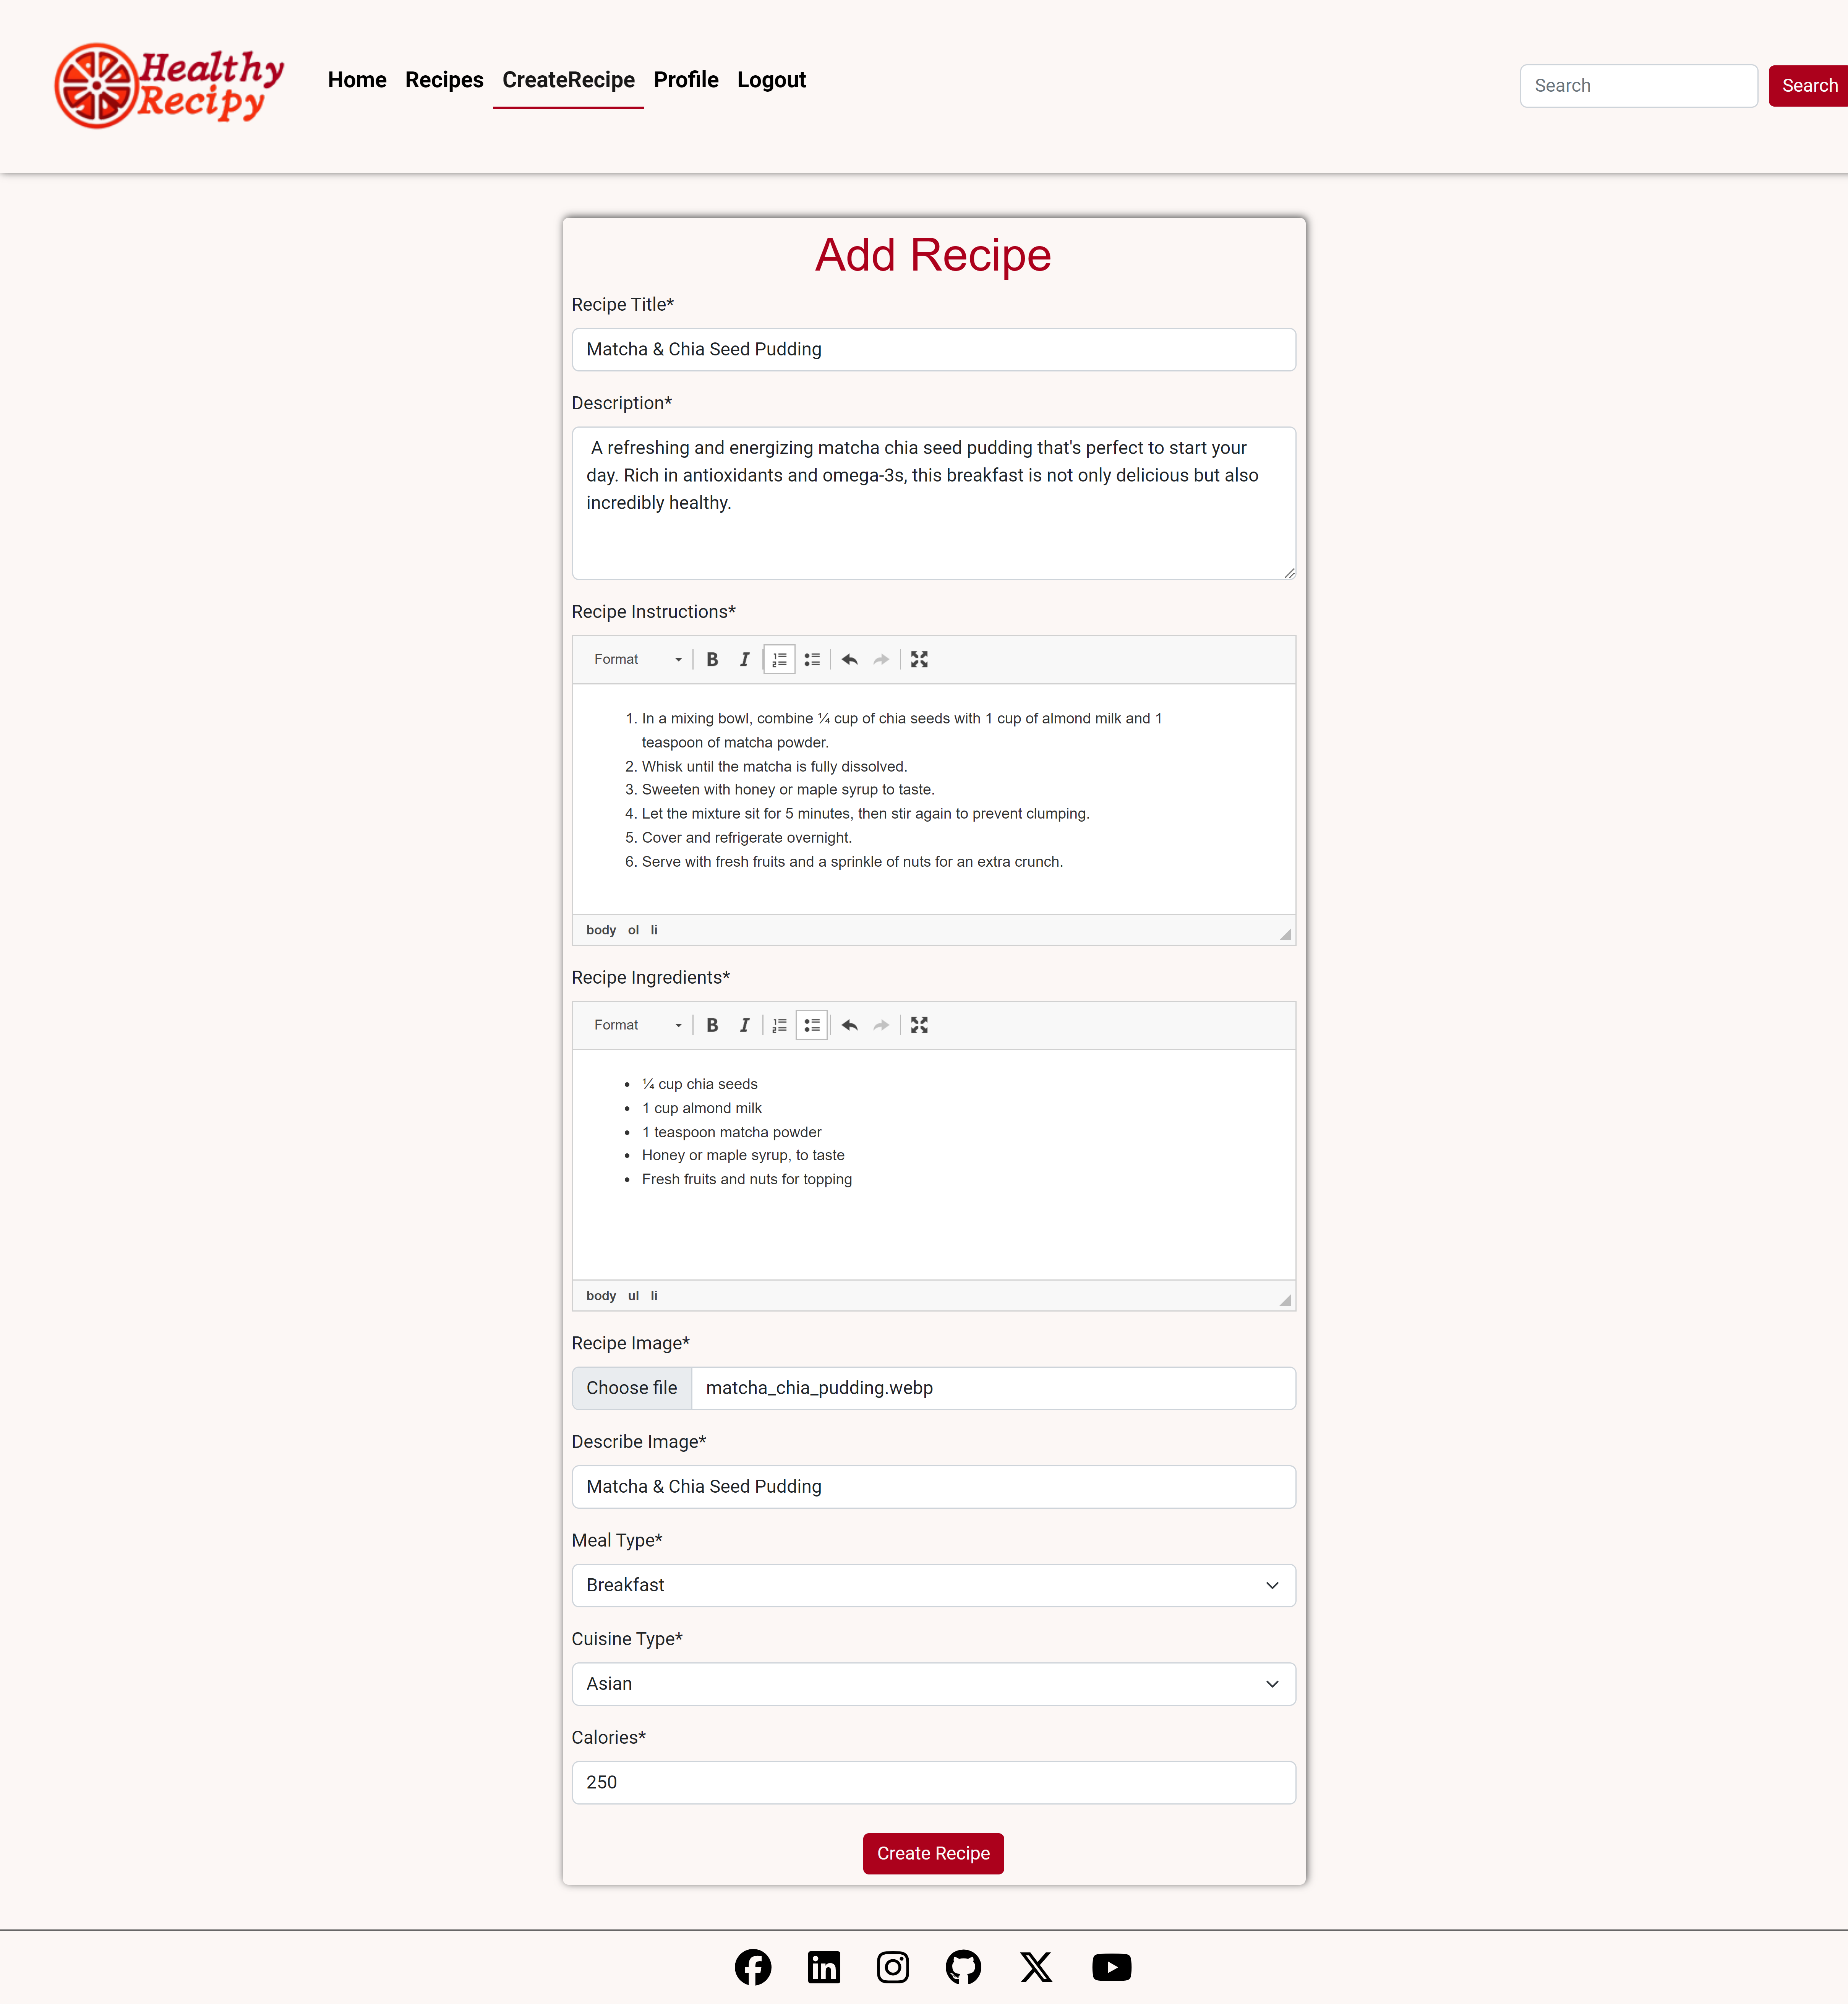 Healthy
Recipy
Home Recipes CreateRecipe Profile Logout
Search Search
Add Recipe
Recipe Title*
Matcha & Chia Seed Pudding
Description*
A refreshing and energizing matcha chia seed pudding that's perfect to start your
day. Rich in antioxidants and omega-3s, this breakfast is not only delicious but also
incredibly healthy.
Recipe Instructions*
Format B I
1. In a mixing bowl, combine ¼ cup of chia seeds with 1 cup of almond milk and 1
teaspoon of matcha powder.
2. Whisk until the matcha is fully dissolved.
3. Sweeten with honey or maple syrup to taste.
4. Let the mixture sit for 5 minutes, then stir again to prevent clumping.
5. Cover and refrigerate overnight.
6. Serve with fresh fruits and a sprinkle of nuts for an extra crunch.
body ol li
Recipe Ingredients*
Format B I
• ¼ cup chia seeds
• 1 cup almond milk
• 1 teaspoon matcha powder
• Honey or maple syrup, to taste
• Fresh fruits and nuts for topping
body ul li
Recipe Image*
Choose file matcha_chia_pudding.webp
Describe Image*
Matcha & Chia Seed Pudding
Meal Type*
Breakfast
Cuisine Type*
Asian
Calories*
250
Create Recipe